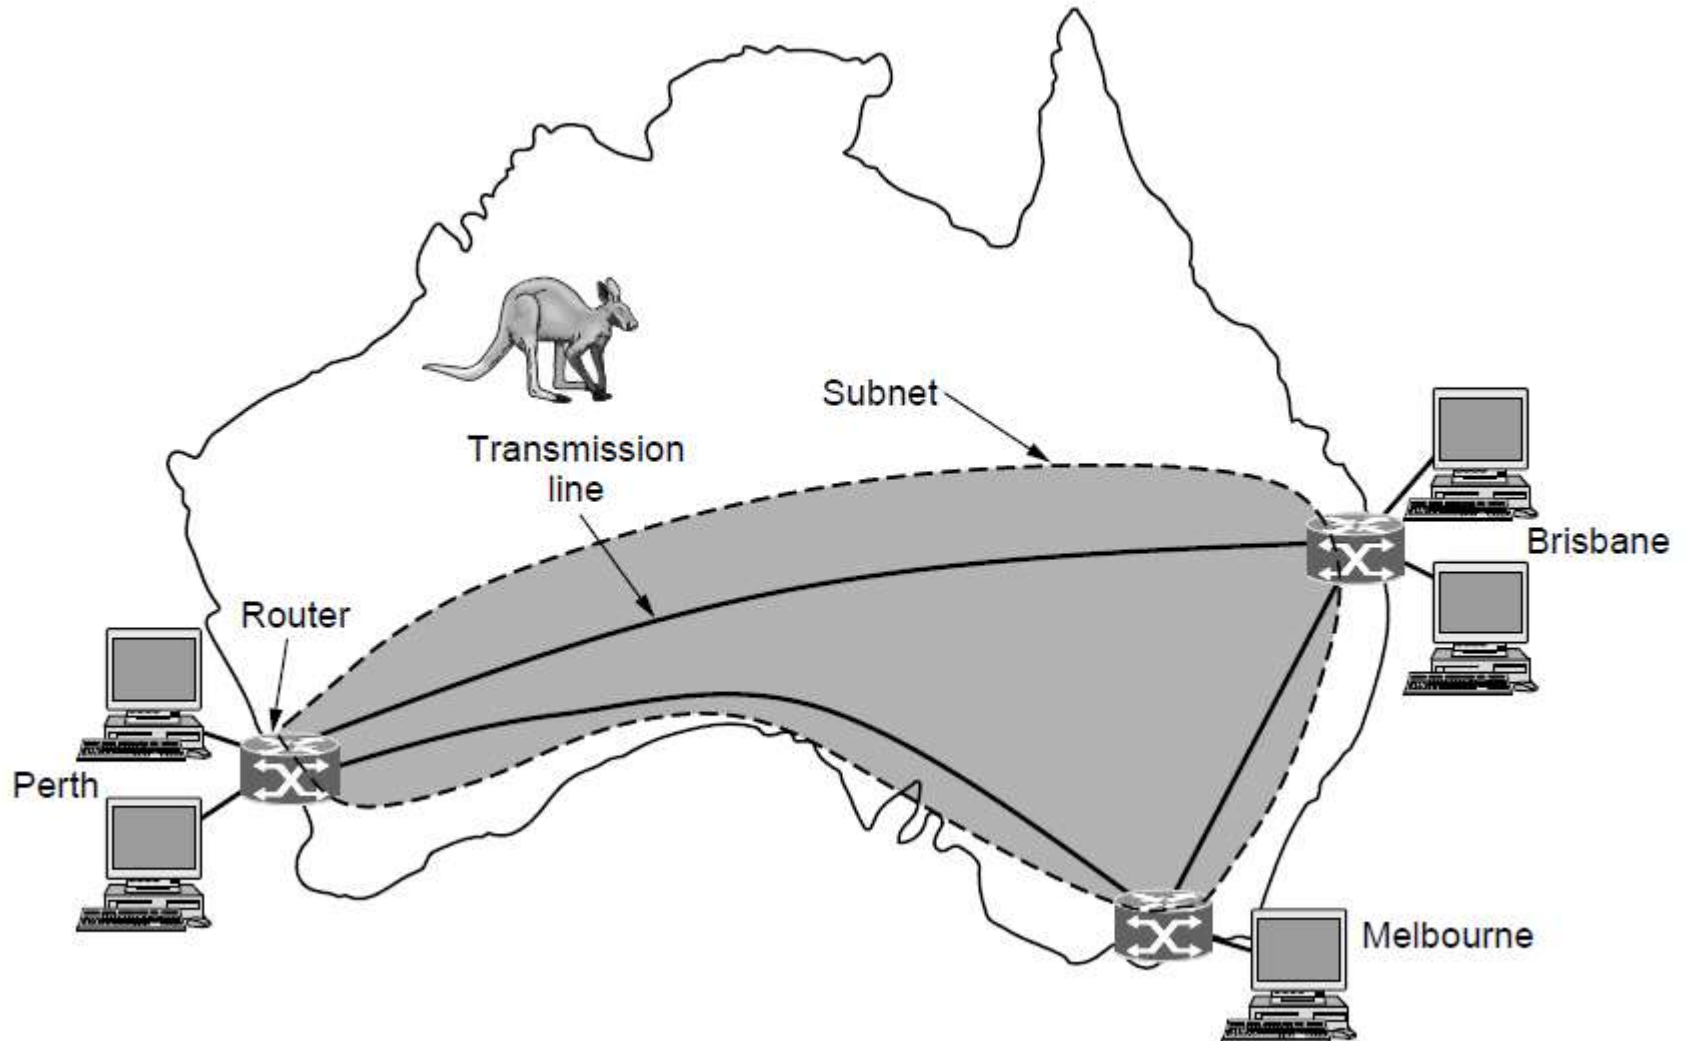 Subnet
Transmission
line
Brisbane
Router
Perth
Melbourne